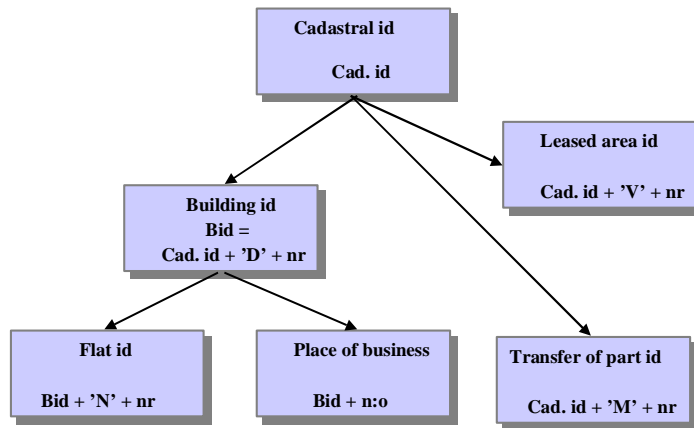 Cadastral id
Cad. id
Leased area id
Cad. id + ’V’ + nr
Building id
Bid =
Cad. id + ’D’ + nr
Flat id
Bid + ’N’ + nr
Place of business
Bid + n:o
Transfer of part id
Cad. id + ’M’ + nr